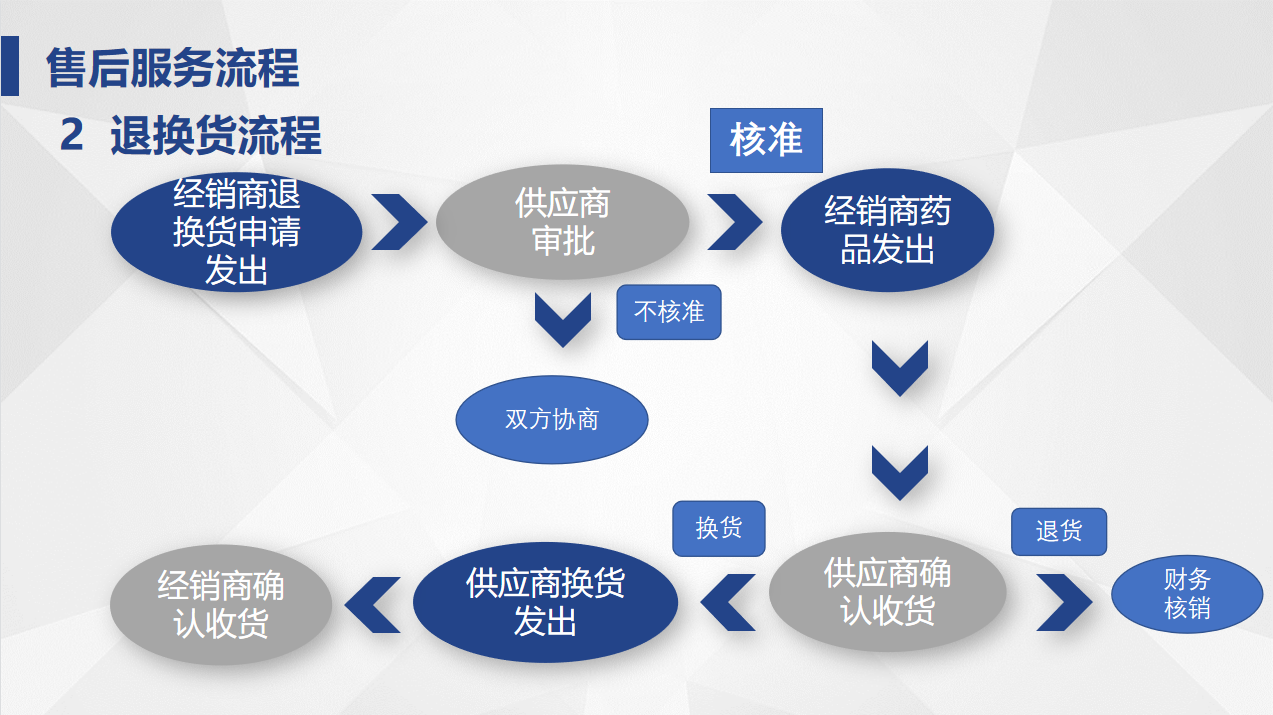 售后服务流程
2 退换货流程
核准
经销商退
换货申请
发出
供应商
审批
经销商药
品发出
不核准
双方协商
换货
退货
经销商确
认收货
供应商换货
发出
供应商确
认收货
财务
核销